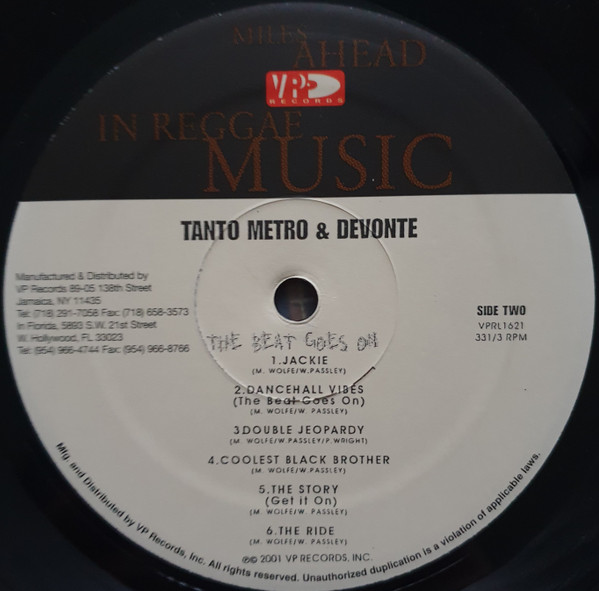 MILES
AHEAD
VP
RECORDS
IN REGGAE
MUSIC
TANTO METRO & DEVONTE
Manufactured & Distributed by
VP Records 89-05 138th Street
Jamaica, NY 11435
Tel: (718) 291-7058 Fax: (718) 658-3573
In Florida, 5893 S.W. 21st Street
W. Hollywood, FL 33023
Tel: (954) 966-4744 Fax: (954) 966-8766
SIDE TWO
VPRL1621
331/3 RPM
THE BEAT GOES ON
1.JACKIE
(M. WOLFE/W. PASSLEY)
2.DANCEHALL VIBES
(The Beat Goes On)
(M. WOLFE/W. PASSLEY)
3DOUBLE JEOPARDY
(M. WOLFE/W.PASSLEY/P.WRIGHT)
4.COOLEST BLACK BROTHER
(M. WOLFE/W.PASSLEY)
5.THE STORY
(Get it On)
(M. WOLFE/W. PASSLEY)
6.THE RIDE
(M. WOLFE/W. PASSLEY)
℗© 2001 VP RECORDS, INC.
Mfg. and Distributed by VP Records, Inc. All rights reserved. Unauthorized duplication is a violation of applicable laws.